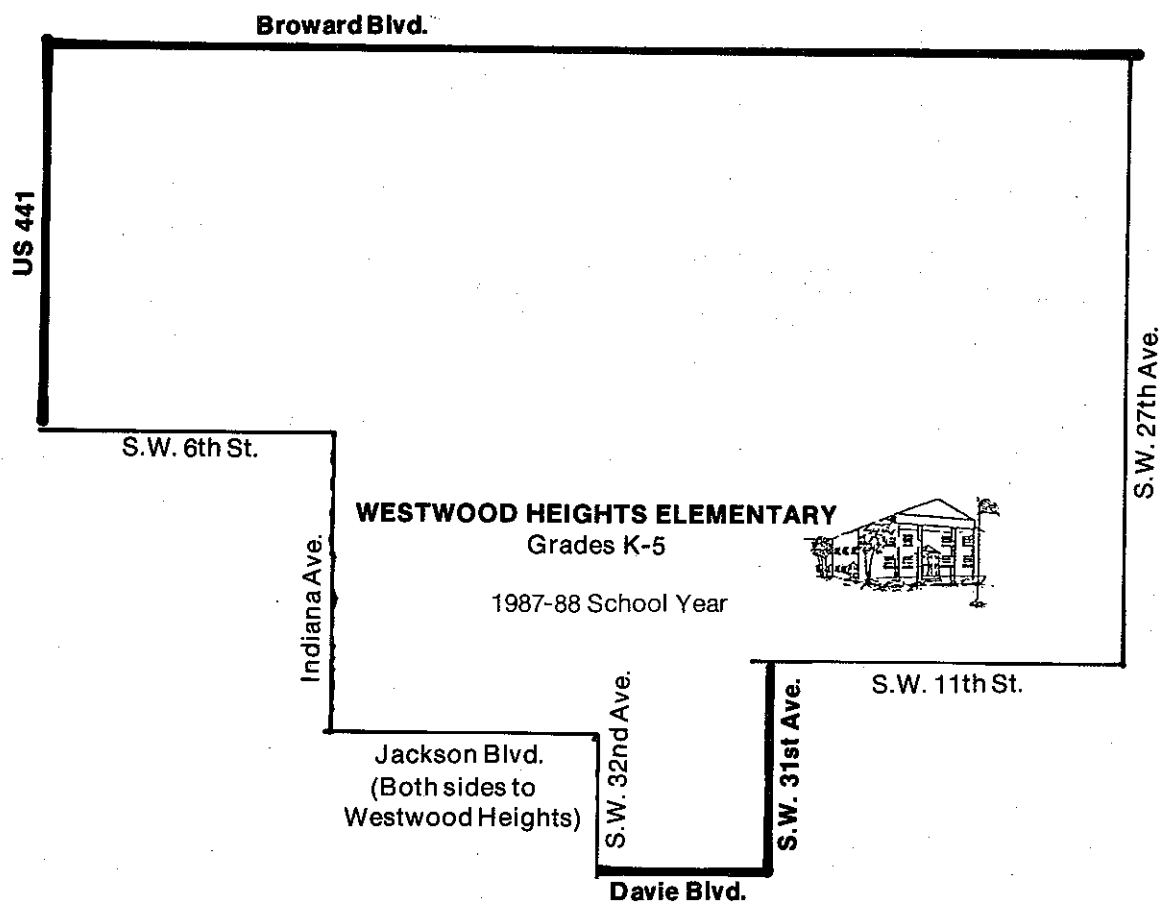 Broward Blvd.
US 441
S.W. 27th Ave.
S.W. 6th St.
WESTWOOD HEIGHTS ELEMENTARY
Grades K-5
1987-88 School Year
Indiana Ave.
S.W. 11th St.
S.W. 32nd Ave.
S.W. 31st Ave.
Jackson Blvd.
(Both sides to
Westwood Heights)
Davie Blvd.